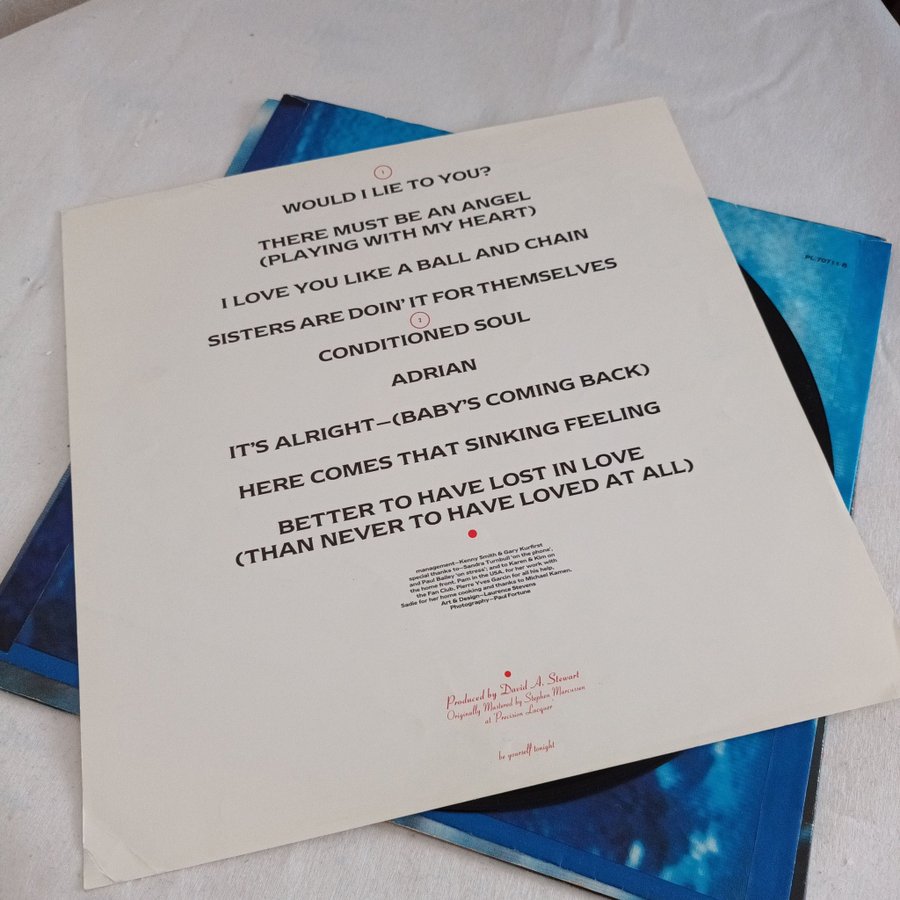 1
WOULD I LIE TO YOU?
THERE MUST BE AN ANGEL
(PLAYING WITH MY HEART)
I LOVE YOU LIKE A BALL AND CHAIN
SISTERS ARE DOIN' IT FOR THEMSELVES
2
CONDITIONED SOUL
ADRIAN
IT'S ALRIGHT—(BABY'S COMING BACK)
HERE COMES THAT SINKING FEELING
BETTER TO HAVE LOST IN LOVE
(THAN NEVER TO HAVE LOVED AT ALL)
management—Kenny Smith & Gary Kurfirst
special thanks to—Sandra Turnbull 'on the phone',
and Paul Bailey 'on stress'; and to Karen & Kim on
the home front. Pam in the USA. for her work with
the Fan Club, Pierre Yves Garcin for all his help,
Sadie for her home cooking and thanks to Michael Kamen.
Art & Design—Laurence Stevens
Photography—Paul Fortune
Produced by David A. Stewart
Originally Mastered by Stephen Marcussen
at Precision Lacquer
be yourself tonight
PL 70711-B